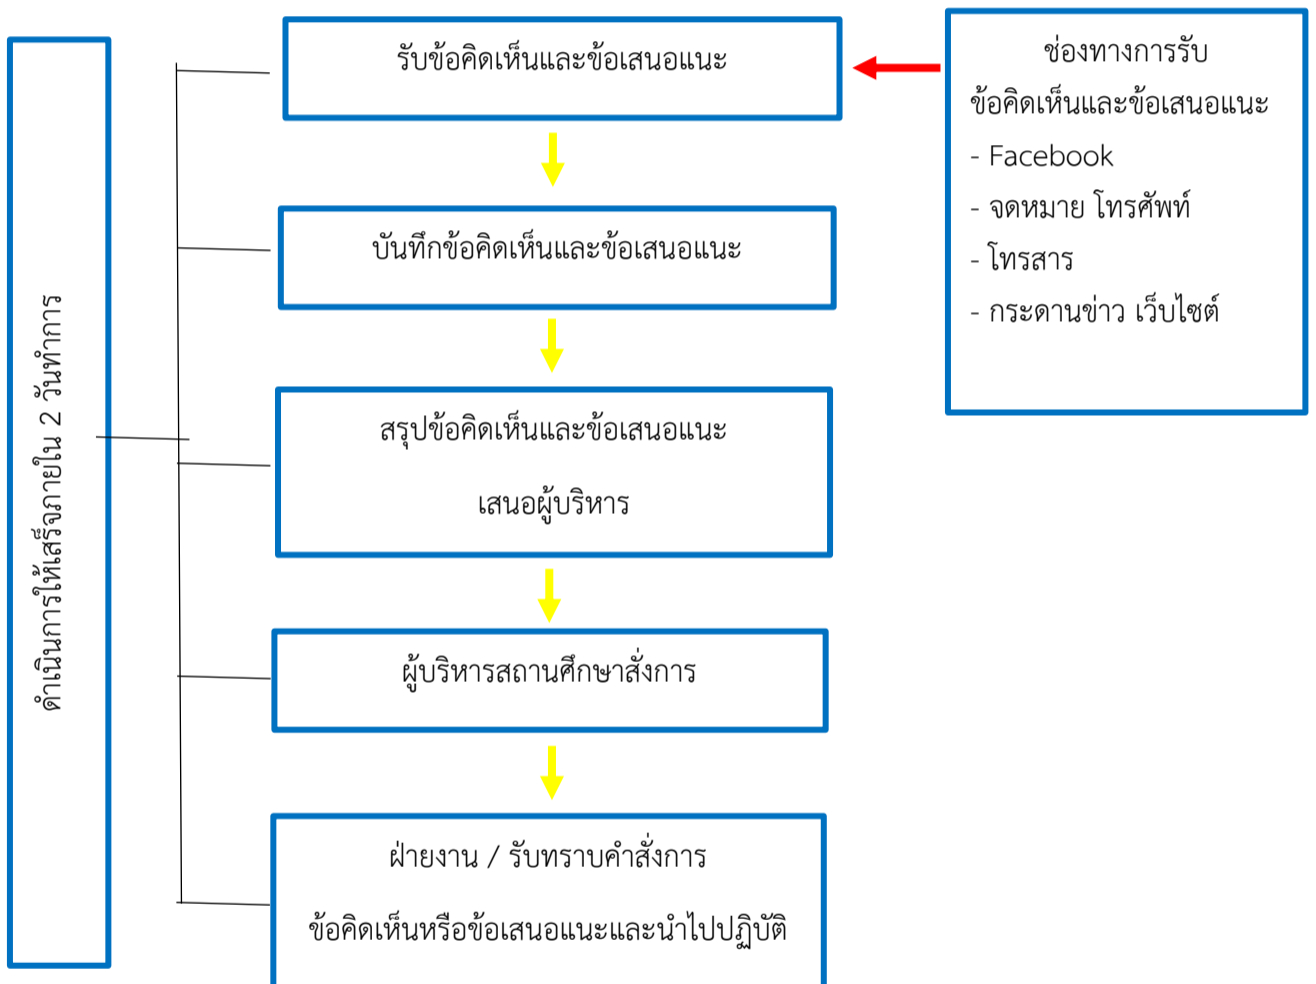 รับข้อคิดเห็นและข้อเสนอแนะ
ช่องทางการรับ
ข้อคิดเห็นและข้อเสนอแนะ
- Facebook
- จดหมาย โทรศัพท์
- โทรสาร
- กระดานข่าว เว็บไซต์
บันทึกข้อคิดเห็นและข้อเสนอแนะ
สรุปข้อคิดเห็นและข้อเสนอแนะ
เสนอผู้บริหาร
ผู้บริหารสถานศึกษาสั่งการ
ฝ่ายงาน / รับทราบคำสั่งการ
ข้อคิดเห็นหรือข้อเสนอแนะและนำไปปฏิบัติ
ดำเนินการให้เสร็จภายใน 2 วันทำการ